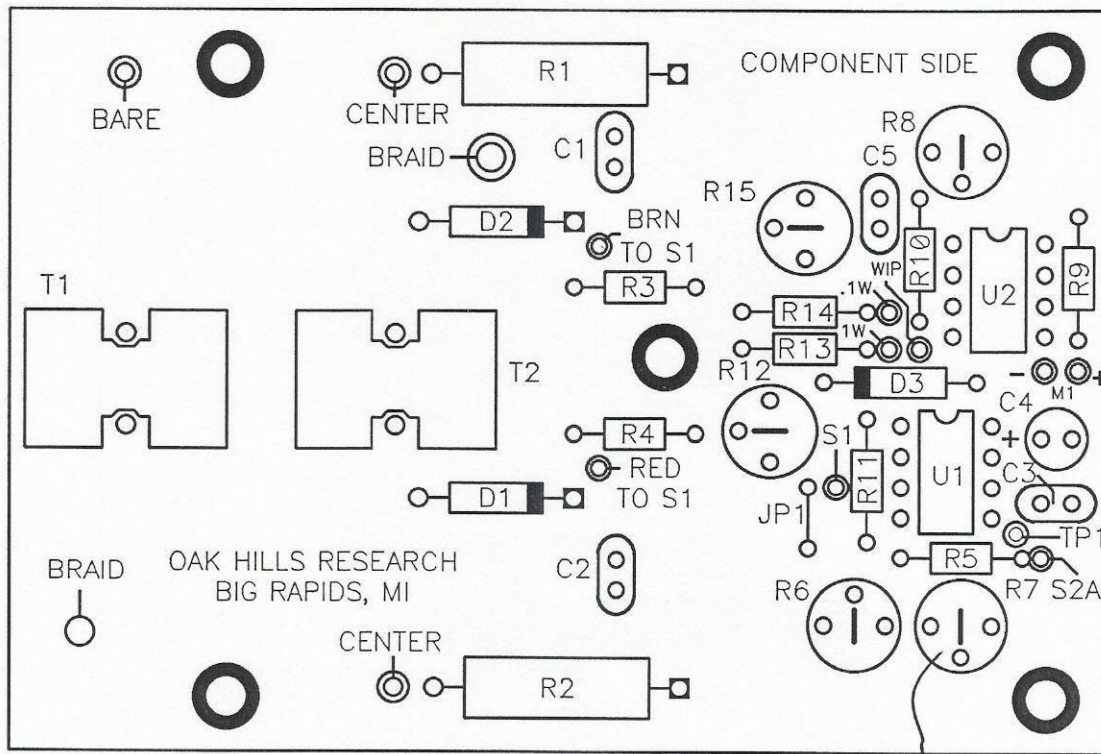 COMPONENT SIDE
R1
BARE
CENTER
R8
BRAID
C1
C5
R15
D2
BRN
TO S1
R10
WIP
U2
R9
T1
R3
.1W
R14
1W
R13
T2
R12
D3
-
+
M1
C4
+
R4
S1
RED
TO S1
R11
U1
C3
D1
JP1
TP1
OAK HILLS RESEARCH
BIG RAPIDS, MI
BRAID
C2
R5
R6
R7
S2A
CENTER
R2